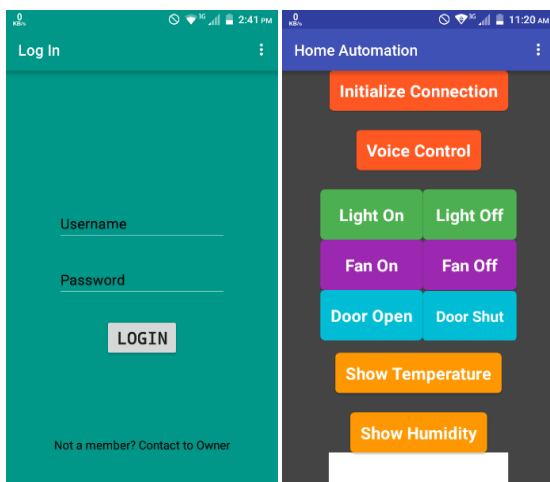 0
KB/s
3G
2:41 PM
Log In
Username
Password
LOGIN
Not a member? Contact to Owner
0
KB/s
3G
11:20 AM
Home Automation
Initialize Connection
Voice Control
Light On Light Off
Fan On Fan Off
Door Open Door Shut
Show Temperature
Show Humidity